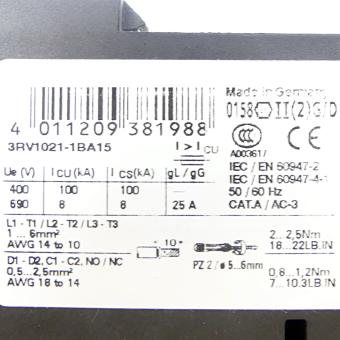 Made in Germany
0158 II(2)G/D
4 011209 381988
3RV1021-1BA15
I > I CU
CCC
A00361/
Ue (V) ICU(kA) ICS(kA) gL / gG
IEC / EN 60947-2
400 100 100
IEC / EN 60947-4-1
50 / 60 Hz
690 8 8 25 A
CAT.A / AC-3
L1 - T1 / L2 - T2 / L3 - T3
1 ... 6mm²
AWG 14 to 10
- 10 -
2...2,5Nm
18...22LB.IN
D1 - D2, C1 - C2, NO / NC
0,5...2,5mm²
AWG 18 to 14
PZ 2 / ø 5...6mm
0,8...1,2Nm
7...10.3LB.IN